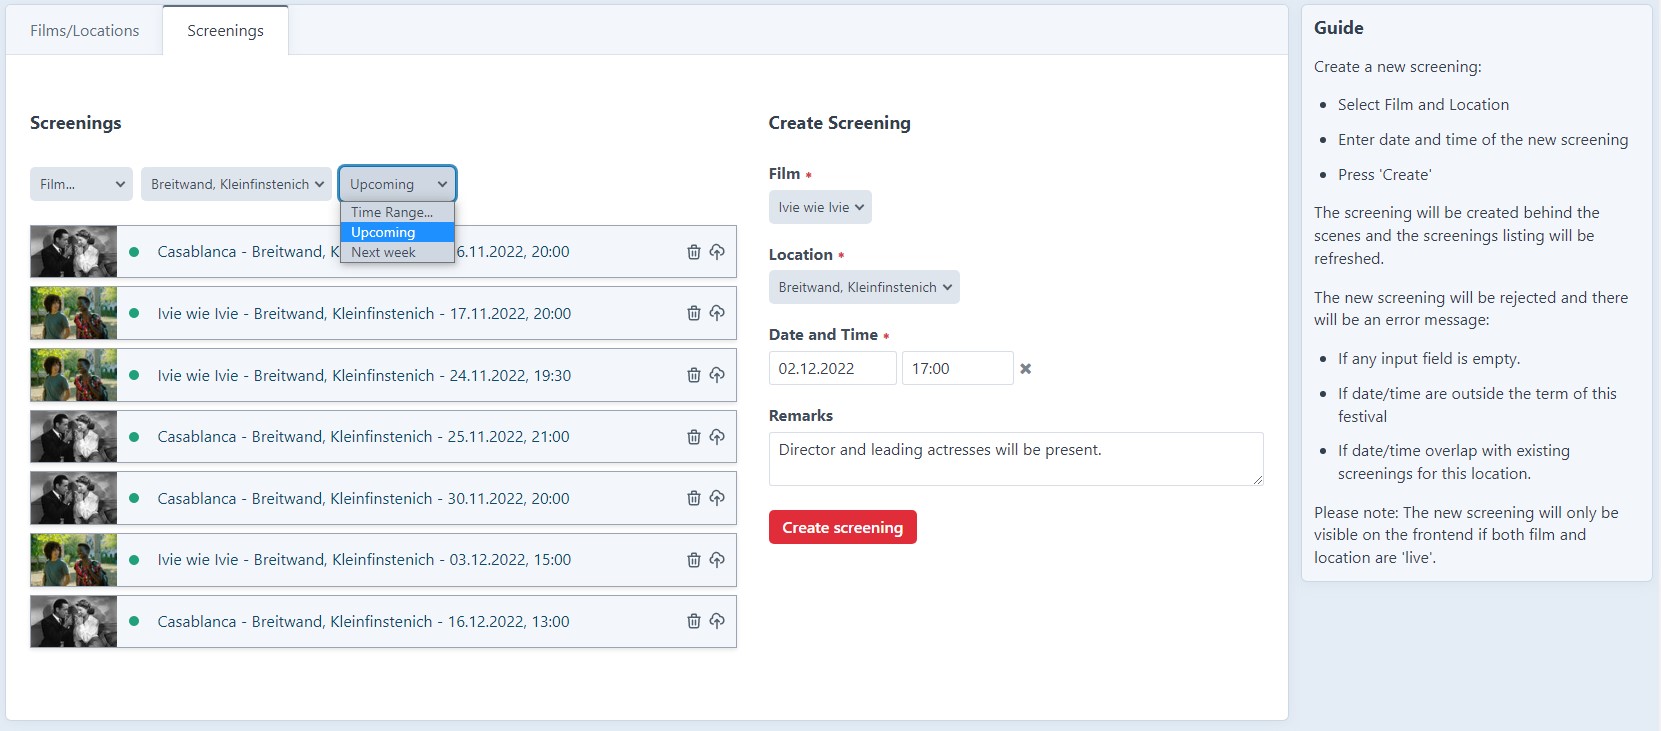 Films/Locations
Screenings
Screenings
Film...
Breitwand, Kleinfinstenich
Upcoming
Time Range...
Upcoming
Next week
Casablanca - Breitwand, K 6.11.2022, 20:00
Ivie wie Ivie - Breitwand, Kleinfinstenich - 17.11.2022, 20:00
Ivie wie Ivie - Breitwand, Kleinfinstenich - 24.11.2022, 19:30
Casablanca - Breitwand, Kleinfinstenich - 25.11.2022, 21:00
Casablanca - Breitwand, Kleinfinstenich - 30.11.2022, 20:00
Ivie wie Ivie - Breitwand, Kleinfinstenich - 03.12.2022, 15:00
Casablanca - Breitwand, Kleinfinstenich - 16.12.2022, 13:00
Create Screening
Film *
Ivie wie Ivie
Location *
Breitwand, Kleinfinstenich
Date and Time *
02.12.2022
17:00
Remarks
Director and leading actresses will be present.
Create screening
Guide
Create a new screening:
• Select Film and Location
• Enter date and time of the new screening
• Press 'Create'
The screening will be created behind the
scenes and the screenings listing will be
refreshed.
The new screening will be rejected and there
will be an error message:
• If any input field is empty.
• If date/time are outside the term of this
festival
• If date/time overlap with existing
screenings for this location.
Please note: The new screening will only be
visible on the frontend if both film and
location are 'live'.